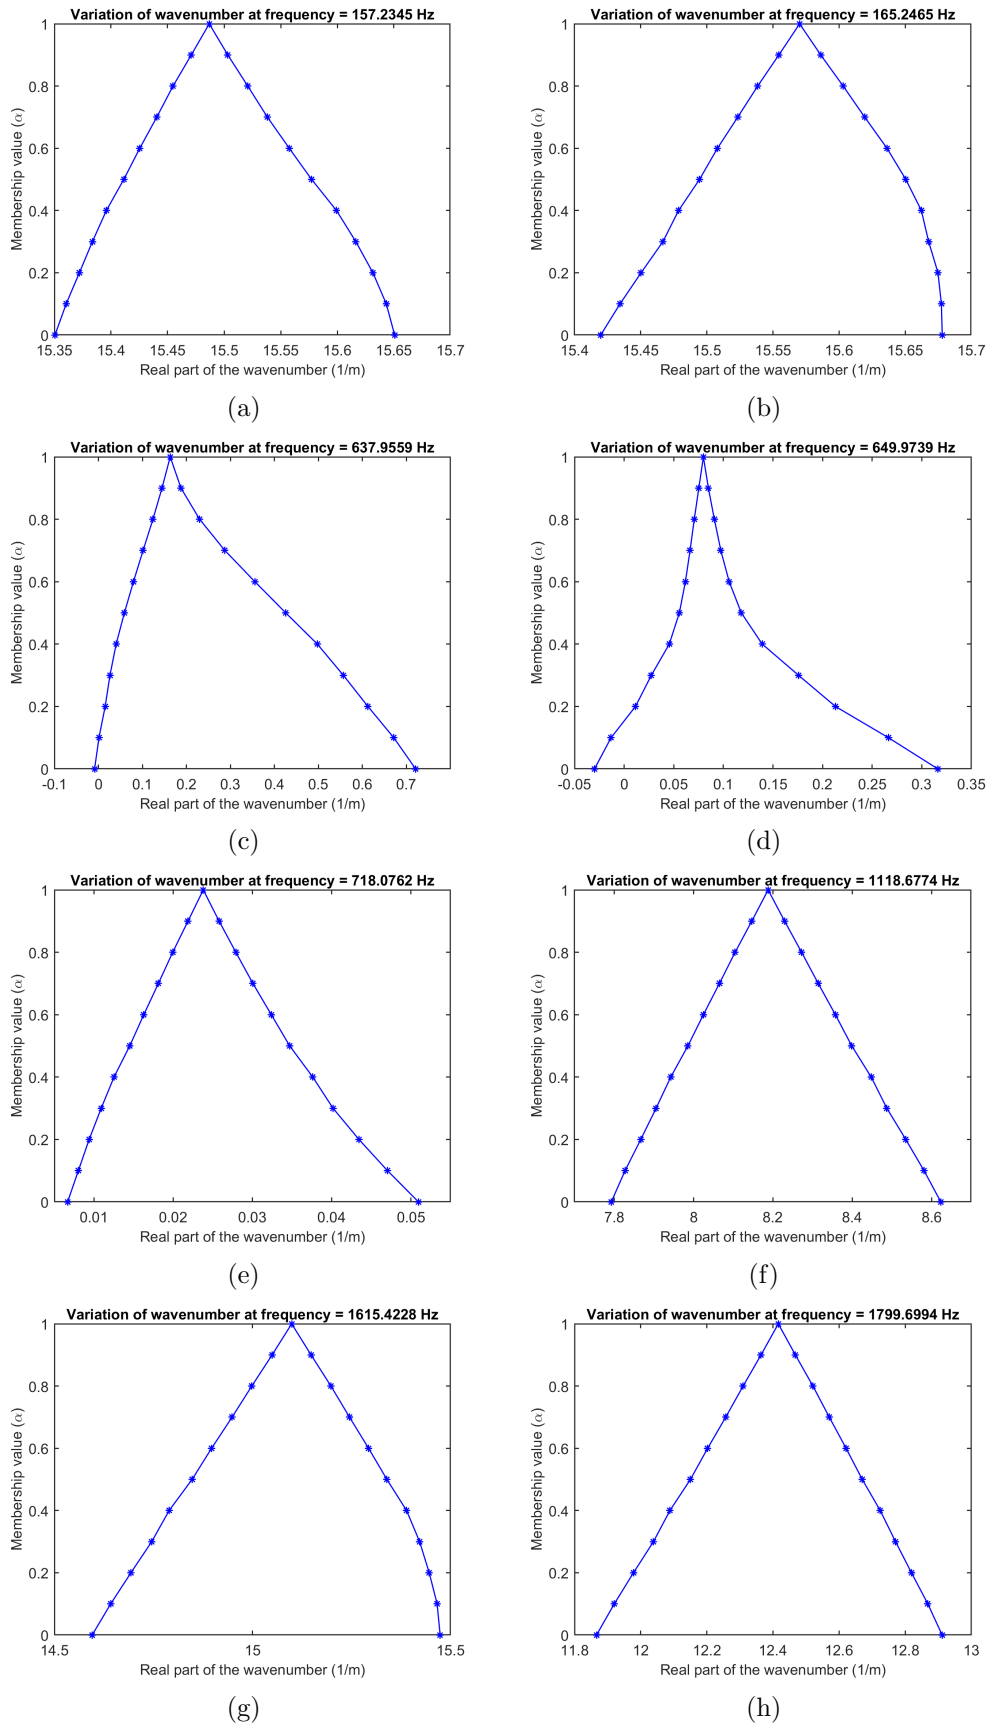 Variation of wavenumber at frequency = 157.2345 Hz
Membership value (α)
1
0.8
0.6
0.4
0.2
0
15.35 15.4 15.45 15.5 15.55 15.6 15.65 15.7
Real part of the wavenumber (1/m)
(a)
Variation of wavenumber at frequency = 165.2465 Hz
Membership value (α)
1
0.8
0.6
0.4
0.2
0
15.4 15.45 15.5 15.55 15.6 15.65 15.7
Real part of the wavenumber (1/m)
(b)
Variation of wavenumber at frequency = 637.9559 Hz
Membership value (α)
1
0.8
0.6
0.4
0.2
0
-0.1 0 0.1 0.2 0.3 0.4 0.5 0.6 0.7
Real part of the wavenumber (1/m)
(c)
Variation of wavenumber at frequency = 649.9739 Hz
Membership value (α)
1
0.8
0.6
0.4
0.2
0
-0.05 0 0.05 0.1 0.15 0.2 0.25 0.3 0.35
Real part of the wavenumber (1/m)
(d)
Variation of wavenumber at frequency = 718.0762 Hz
Membership value (α)
1
0.8
0.6
0.4
0.2
0
0.01 0.02 0.03 0.04 0.05
Real part of the wavenumber (1/m)
(e)
Variation of wavenumber at frequency = 1118.6774 Hz
Membership value (α)
1
0.8
0.6
0.4
0.2
0
7.8 8 8.2 8.4 8.6
Real part of the wavenumber (1/m)
(f)
Variation of wavenumber at frequency = 1615.4228 Hz
Membership value (α)
1
0.8
0.6
0.4
0.2
0
14.5 15 15.5
Real part of the wavenumber (1/m)
(g)
Variation of wavenumber at frequency = 1799.6994 Hz
Membership value (α)
1
0.8
0.6
0.4
0.2
0
11.8 12 12.2 12.4 12.6 12.8 13
Real part of the wavenumber (1/m)
(h)